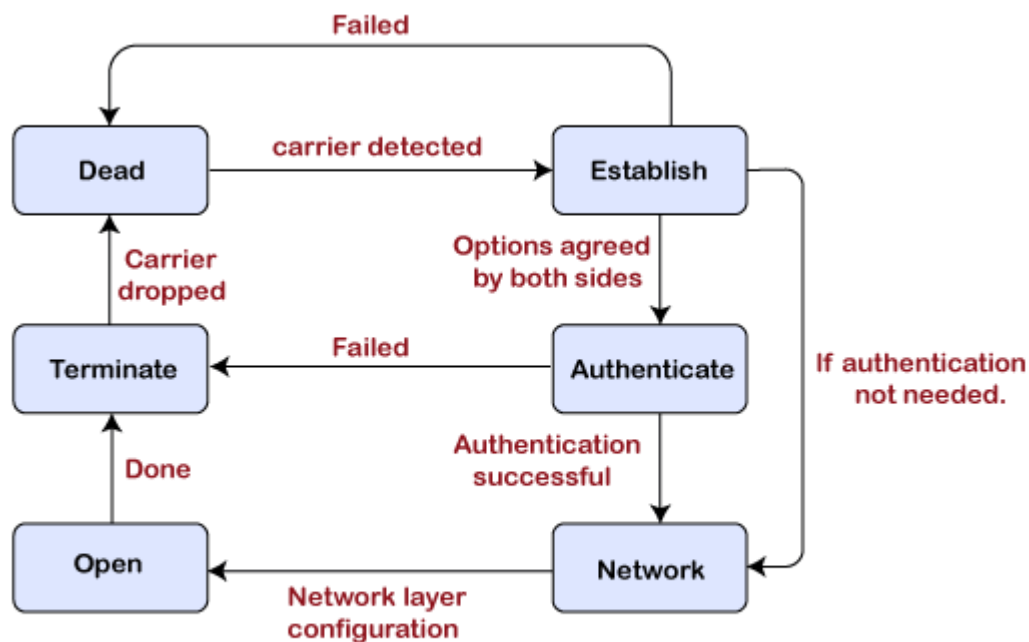 Failed
Dead
carrier detected
Establish
Carrier
dropped
Options agreed
by both sides
Terminate
Failed
Authenticate
If authentication
not needed.
Done
Authentication
successful
Open
Network layer
configuration
Network